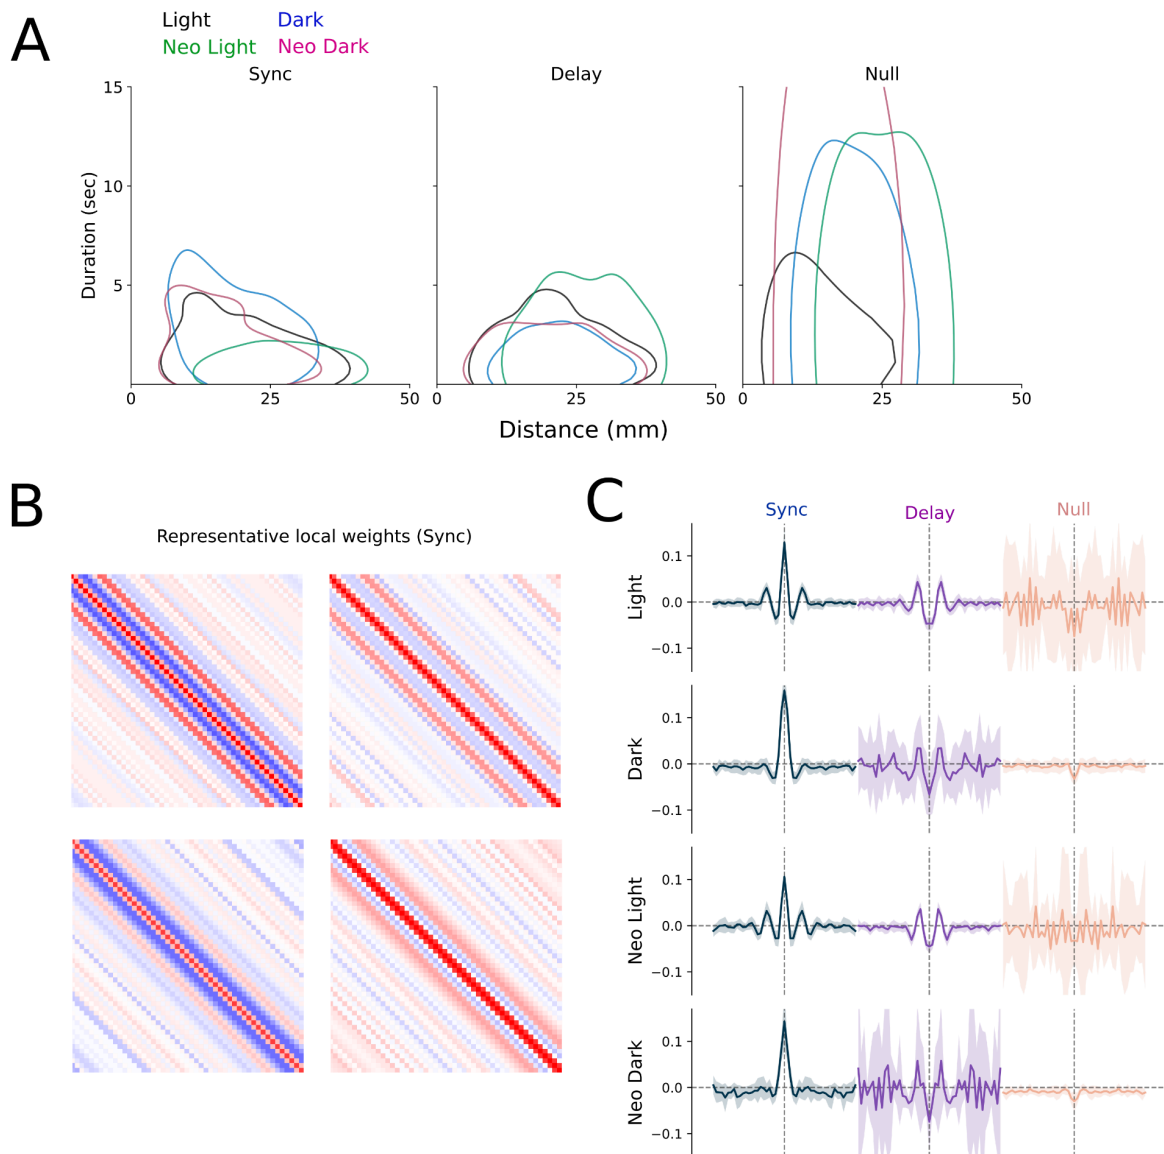 A
Light Dark
Neo Light Neo Dark
Sync Delay Null
15
10
5
Duration (sec)
0 25 50 0 25 50 0 25 50
Distance (mm)
B
Representative local weights (Sync)
C
Sync Delay Null
Light
0.1
0.0
−0.1
Dark
0.1
0.0
−0.1
Neo Light
0.1
0.0
−0.1
Neo Dark
0.1
0.0
−0.1